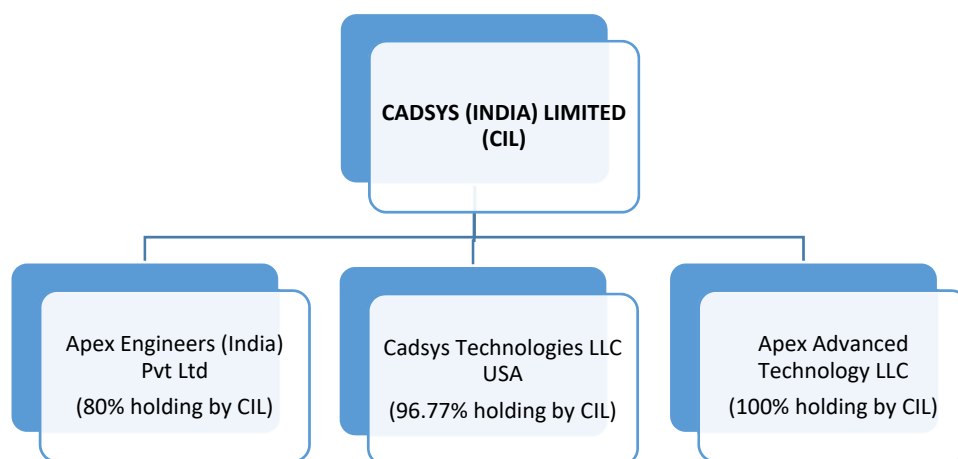 CADSYS (INDIA) LIMITED
(CIL)
Apex Engineers (India)
Pvt Ltd
(80% holding by CIL)
Cadsys Technologies LLC
USA
(96.77% holding by CIL)
Apex Advanced
Technology LLC
(100% holding by CIL)